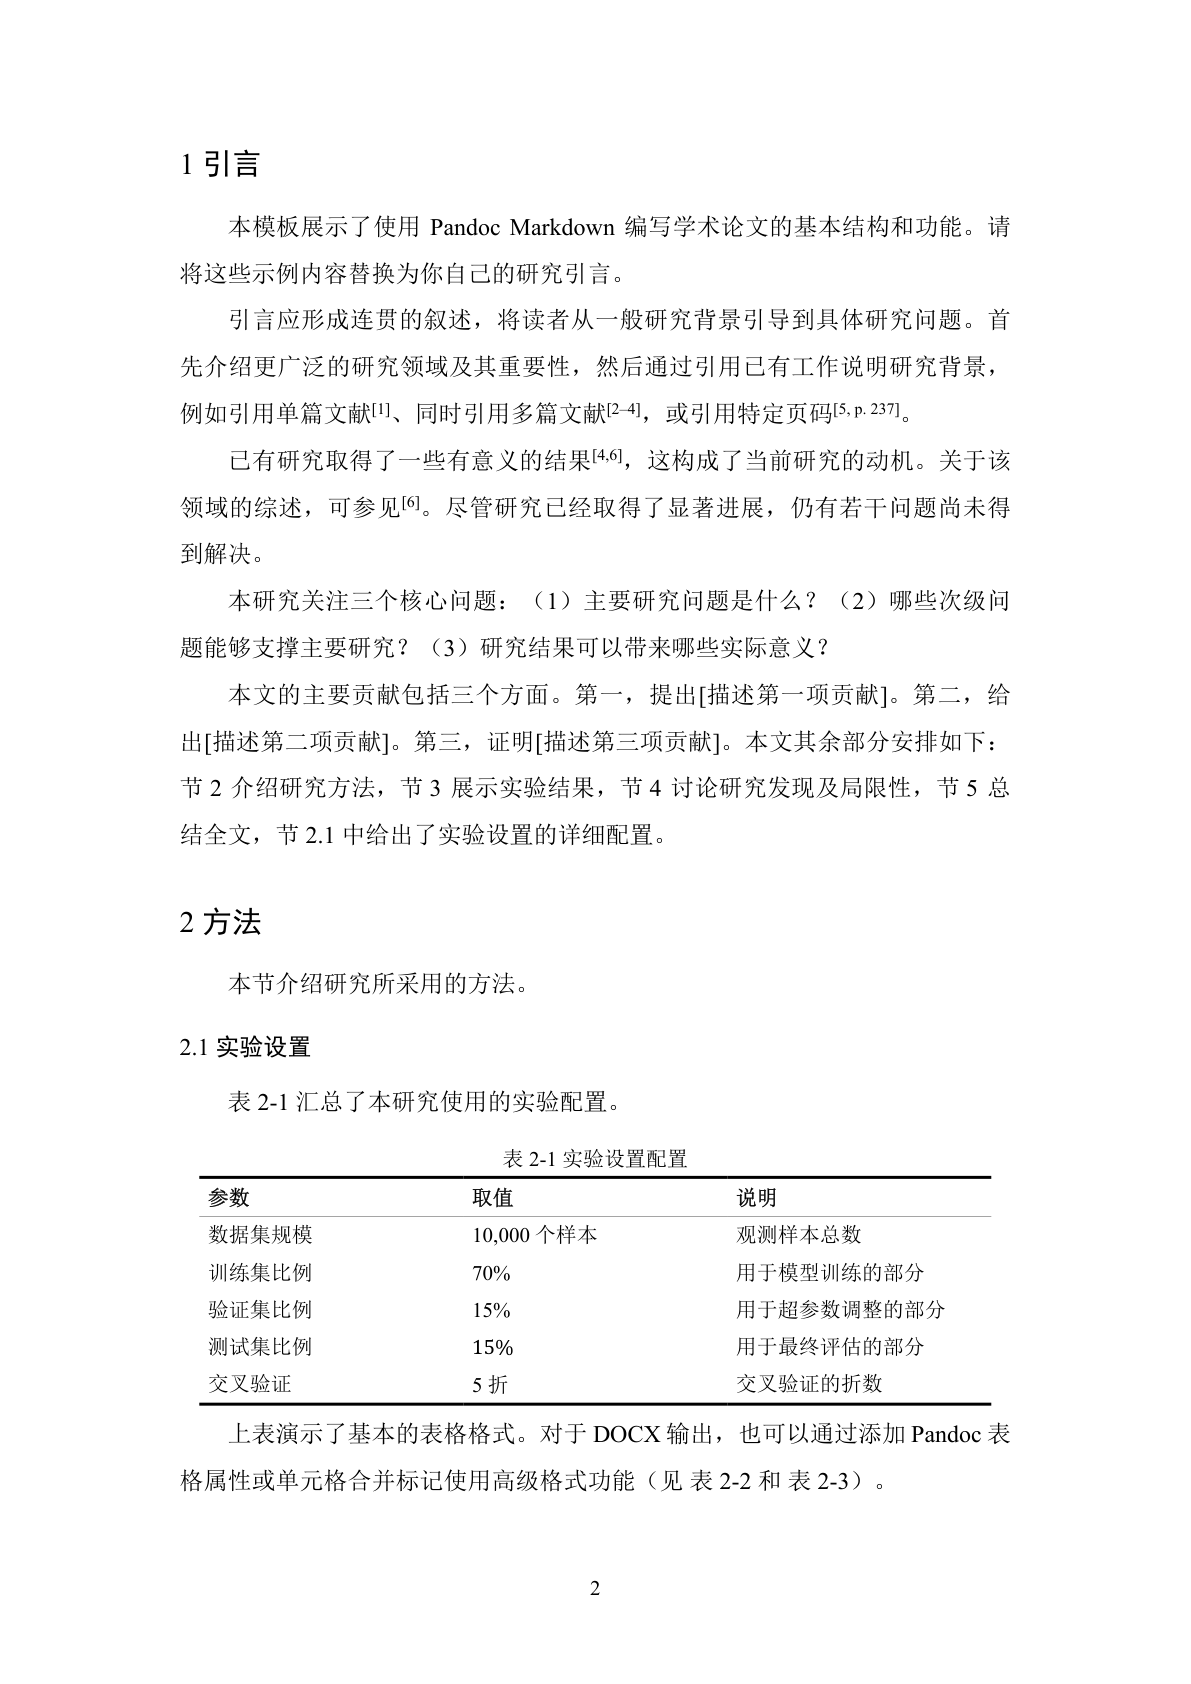 1 引言
本模板展示了使用 Pandoc Markdown 编写学术论文的基本结构和功能。请
将这些示例内容替换为你自己的研究引言。
引言应形成连贯的叙述，将读者从一般研究背景引导到具体研究问题。首
先介绍更广泛的研究领域及其重要性，然后通过引用已有工作说明研究背景，
例如引用单篇文献[1]、同时引用多篇文献[2–4]，或引用特定页码[5, p. 237]。
已有研究取得了一些有意义的结果[4,6]，这构成了当前研究的动机。关于该
领域的综述，可参见[6]。尽管研究已经取得了显著进展，仍有若干问题尚未得
到解决。
本研究关注三个核心问题：（1）主要研究问题是什么？（2）哪些次级问
题能够支撑主要研究？（3）研究结果可以带来哪些实际意义？
本文的主要贡献包括三个方面。第一，提出[描述第一项贡献]。第二，给
出[描述第二项贡献]。第三，证明[描述第三项贡献]。本文其余部分安排如下：
节 2 介绍研究方法，节 3 展示实验结果，节 4 讨论研究发现及局限性，节 5 总
结全文，节 2.1 中给出了实验设置的详细配置。
2 方法
本节介绍研究所采用的方法。
2.1 实验设置
表 2-1 汇总了本研究使用的实验配置。
表 2-1 实验设置配置
参数 取值 说明
数据集规模 10,000 个样本 观测样本总数
训练集比例 70% 用于模型训练的部分
验证集比例 15% 用于超参数调整的部分
测试集比例 15% 用于最终评估的部分
交叉验证 5 折 交叉验证的折数
上表演示了基本的表格格式。对于 DOCX 输出，也可以通过添加 Pandoc 表
格属性或单元格合并标记使用高级格式功能（见 表 2-2 和 表 2-3）。
2